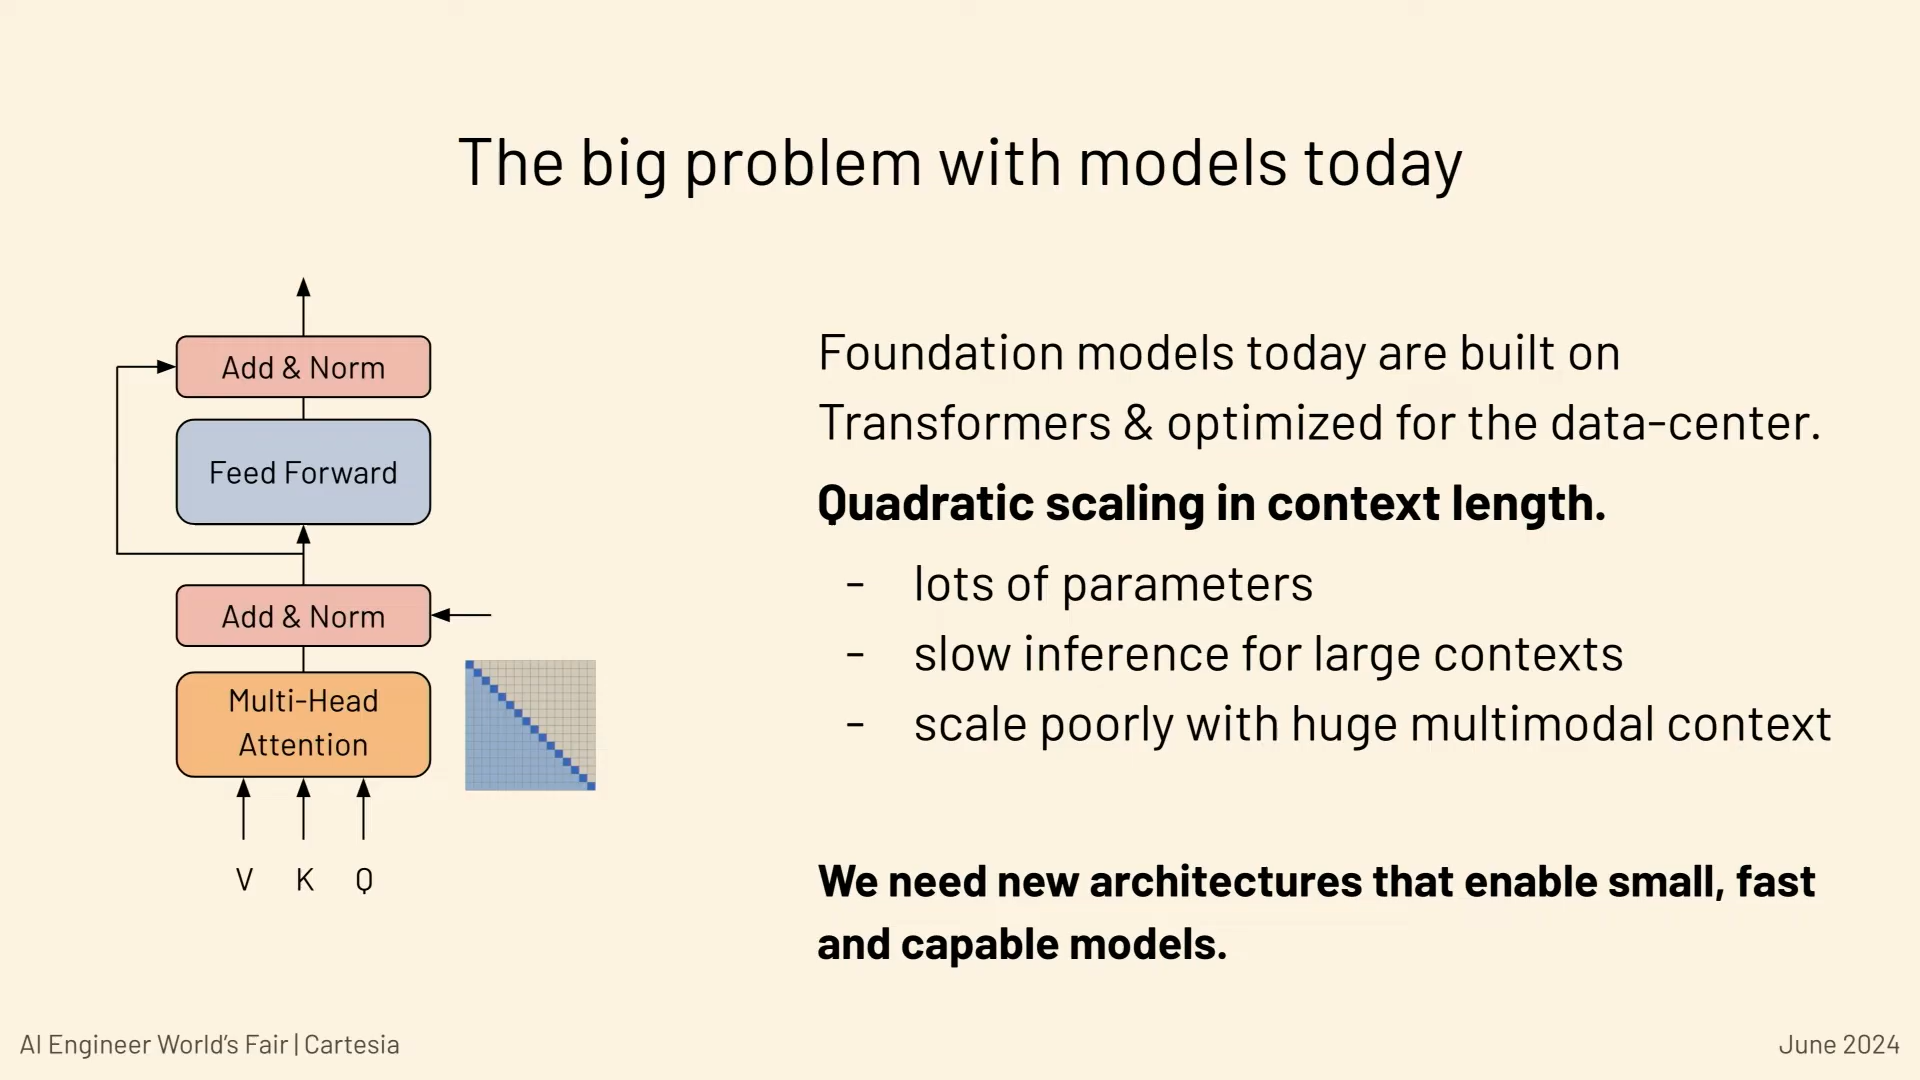 The big problem with models today
Add & Norm
Feed Forward
Add & Norm
Multi-Head
Attention
V K Q
Foundation models today are built on
Transformers & optimized for the data-center.
Quadratic scaling in context length.
- lots of parameters
- slow inference for large contexts
- scale poorly with huge multimodal context
We need new architectures that enable small, fast
and capable models.
AI Engineer World's Fair | Cartesia
June 2024